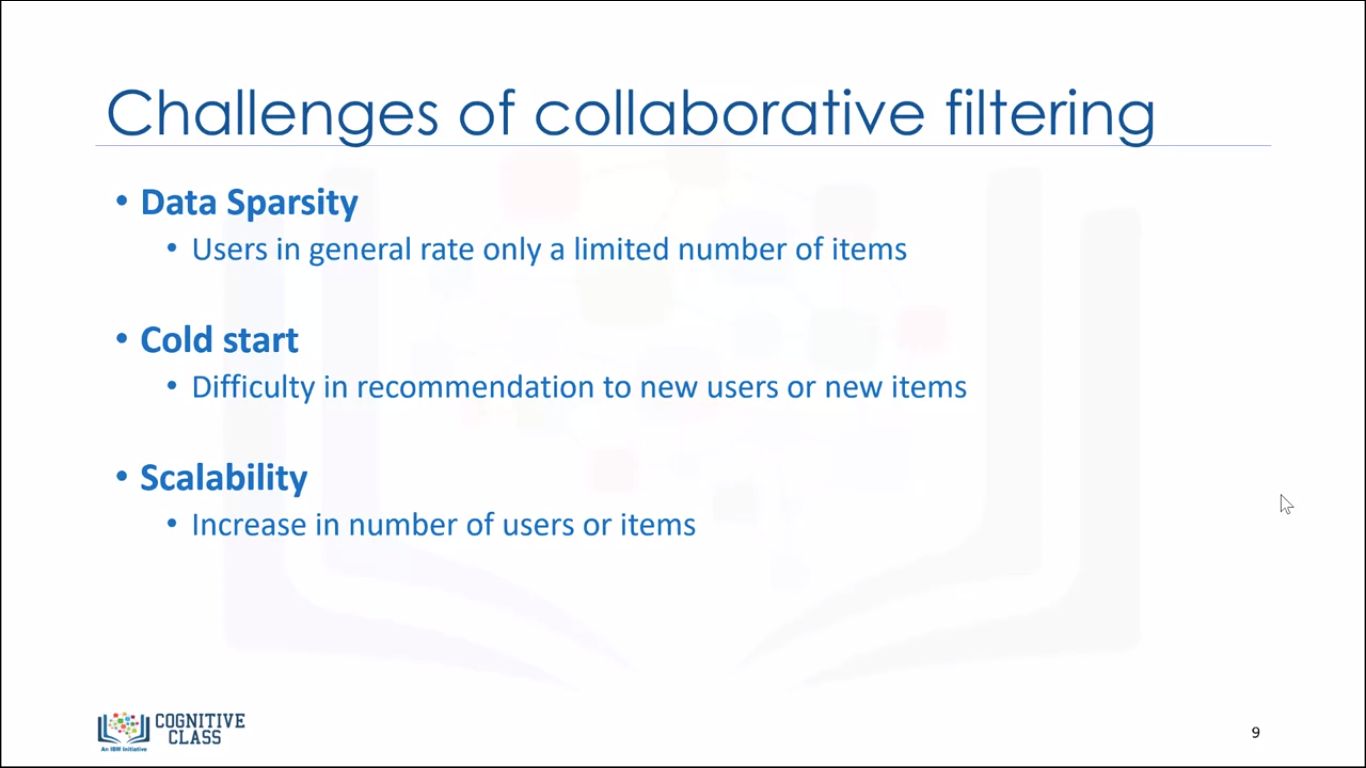 Challenges of collaborative filtering
• Data Sparsity
• Users in general rate only a limited number of items
• Cold start
• Difficulty in recommendation to new users or new items
• Scalability
• Increase in number of users or items
COGNITIVE
CLASS
An IBM Initiative
9